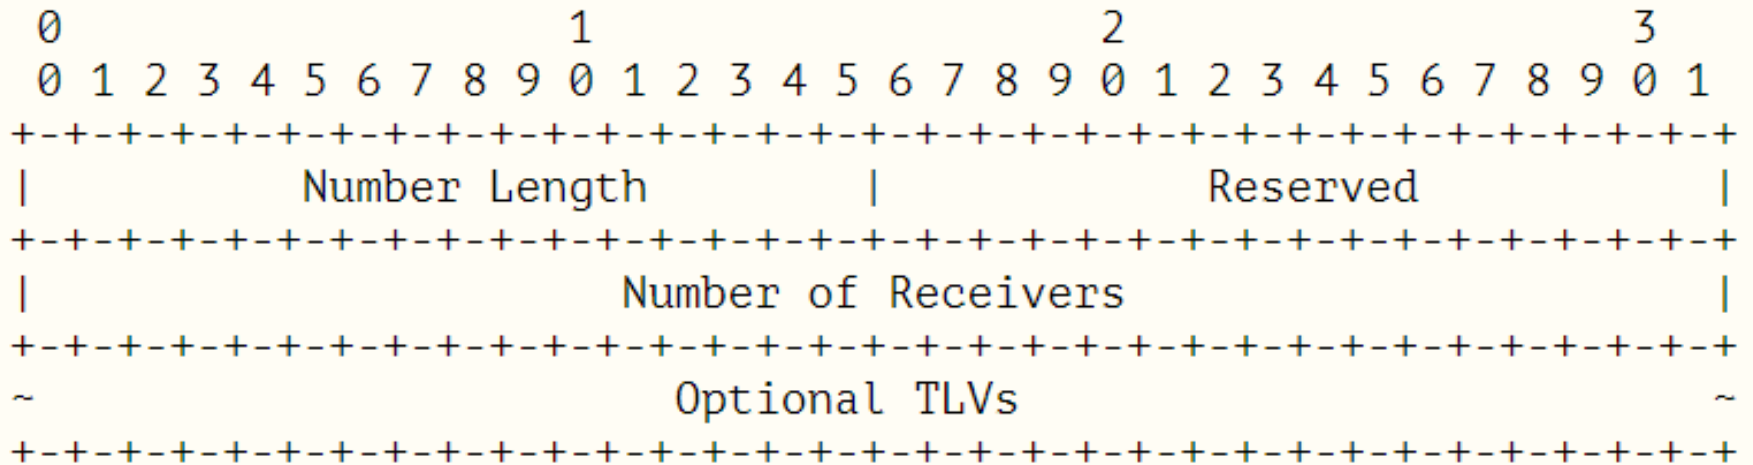 0                   1                   2                   3
 0 1 2 3 4 5 6 7 8 9 0 1 2 3 4 5 6 7 8 9 0 1 2 3 4 5 6 7 8 9 0 1
+-+-+-+-+-+-+-+-+-+-+-+-+-+-+-+-+-+-+-+-+-+-+-+-+-+-+-+-+-+-+-+-+
|          Number Length        |            Reserved           |
+-+-+-+-+-+-+-+-+-+-+-+-+-+-+-+-+-+-+-+-+-+-+-+-+-+-+-+-+-+-+-+-+
|                      Number of Receivers                      |
+-+-+-+-+-+-+-+-+-+-+-+-+-+-+-+-+-+-+-+-+-+-+-+-+-+-+-+-+-+-+-+-+
~                        Optional TLVs                          ~
+-+-+-+-+-+-+-+-+-+-+-+-+-+-+-+-+-+-+-+-+-+-+-+-+-+-+-+-+-+-+-+-+